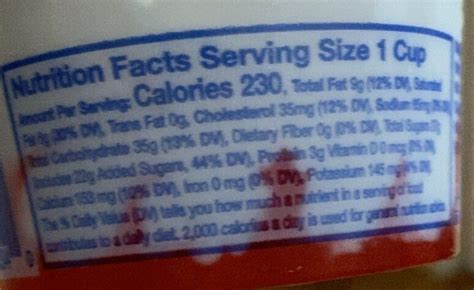 Nutrition Facts Serving Size 1 Cup
Amount Per Serving: Calories 230, Total Fat 9g (12% DV), Saturated
Fat (30% DV), Trans Fat 0g, Cholesterol 35mg (12% DV), Sodium
Total Carbohydrate 35g (13% DV), Dietary Fiber 0g (0% DV), Total Sugars
Includes 22g Added Sugars, 44% DV), Protein 3g Vitamin D 0 mcg
Calcium (10% DV), Iron 0 mg (0% DV), Potassium 145 mg
The % Daily Value (DV) tells you how much a nutrient in a serving of food
contributes to a daily diet. 2,000 calories a day is used for general nutrition advice.